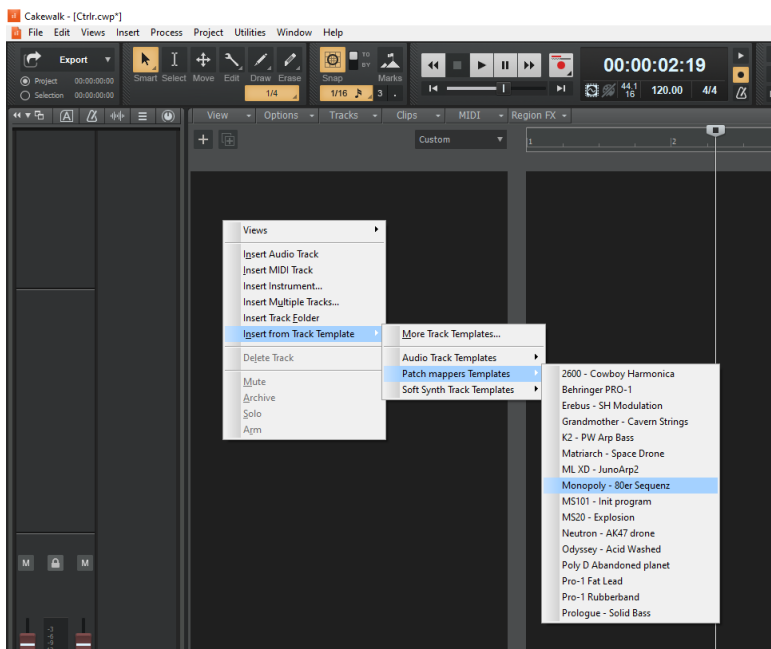 Cakewalk - [Ctrlr.cwp*]
File Edit Views Insert Process Project Utilities Window Help
Export
Project 00:00:00:00
Selection 00:00:00:00
Smart Select Move Edit Draw Erase Snap Marks
TO
BY
1/4 1/16 3
00:00:02:19
44.1
16 120.00 4/4
A
View Options Tracks Clips MIDI Region FX
Custom
1 2
Views
Insert Audio Track
Insert MIDI Track
Insert Instrument...
Insert Multiple Tracks...
Insert Track Folder
Insert from Track Template
Delete Track
Mute
Archive
Solo
Arm
More Track Templates...
Audio Track Templates
Patch mappers Templates
Soft Synth Track Templates
2600 - Cowboy Harmonica
Behringer PRO-1
Erebus - SH Modulation
Grandmother - Cavern Strings
K2 - PW Arp Bass
Matriarch - Space Drone
ML XD - JunoArp2
Monopoly - 80er Sequenz
MS101 - Init program
MS20 - Explosion
Neutron - AK47 drone
Odyssey - Acid Washed
Poly D Abandoned planet
Pro-1 Fat Lead
Pro-1 Rubberband
Prologue - Solid Bass
M M
-3
-6
-9